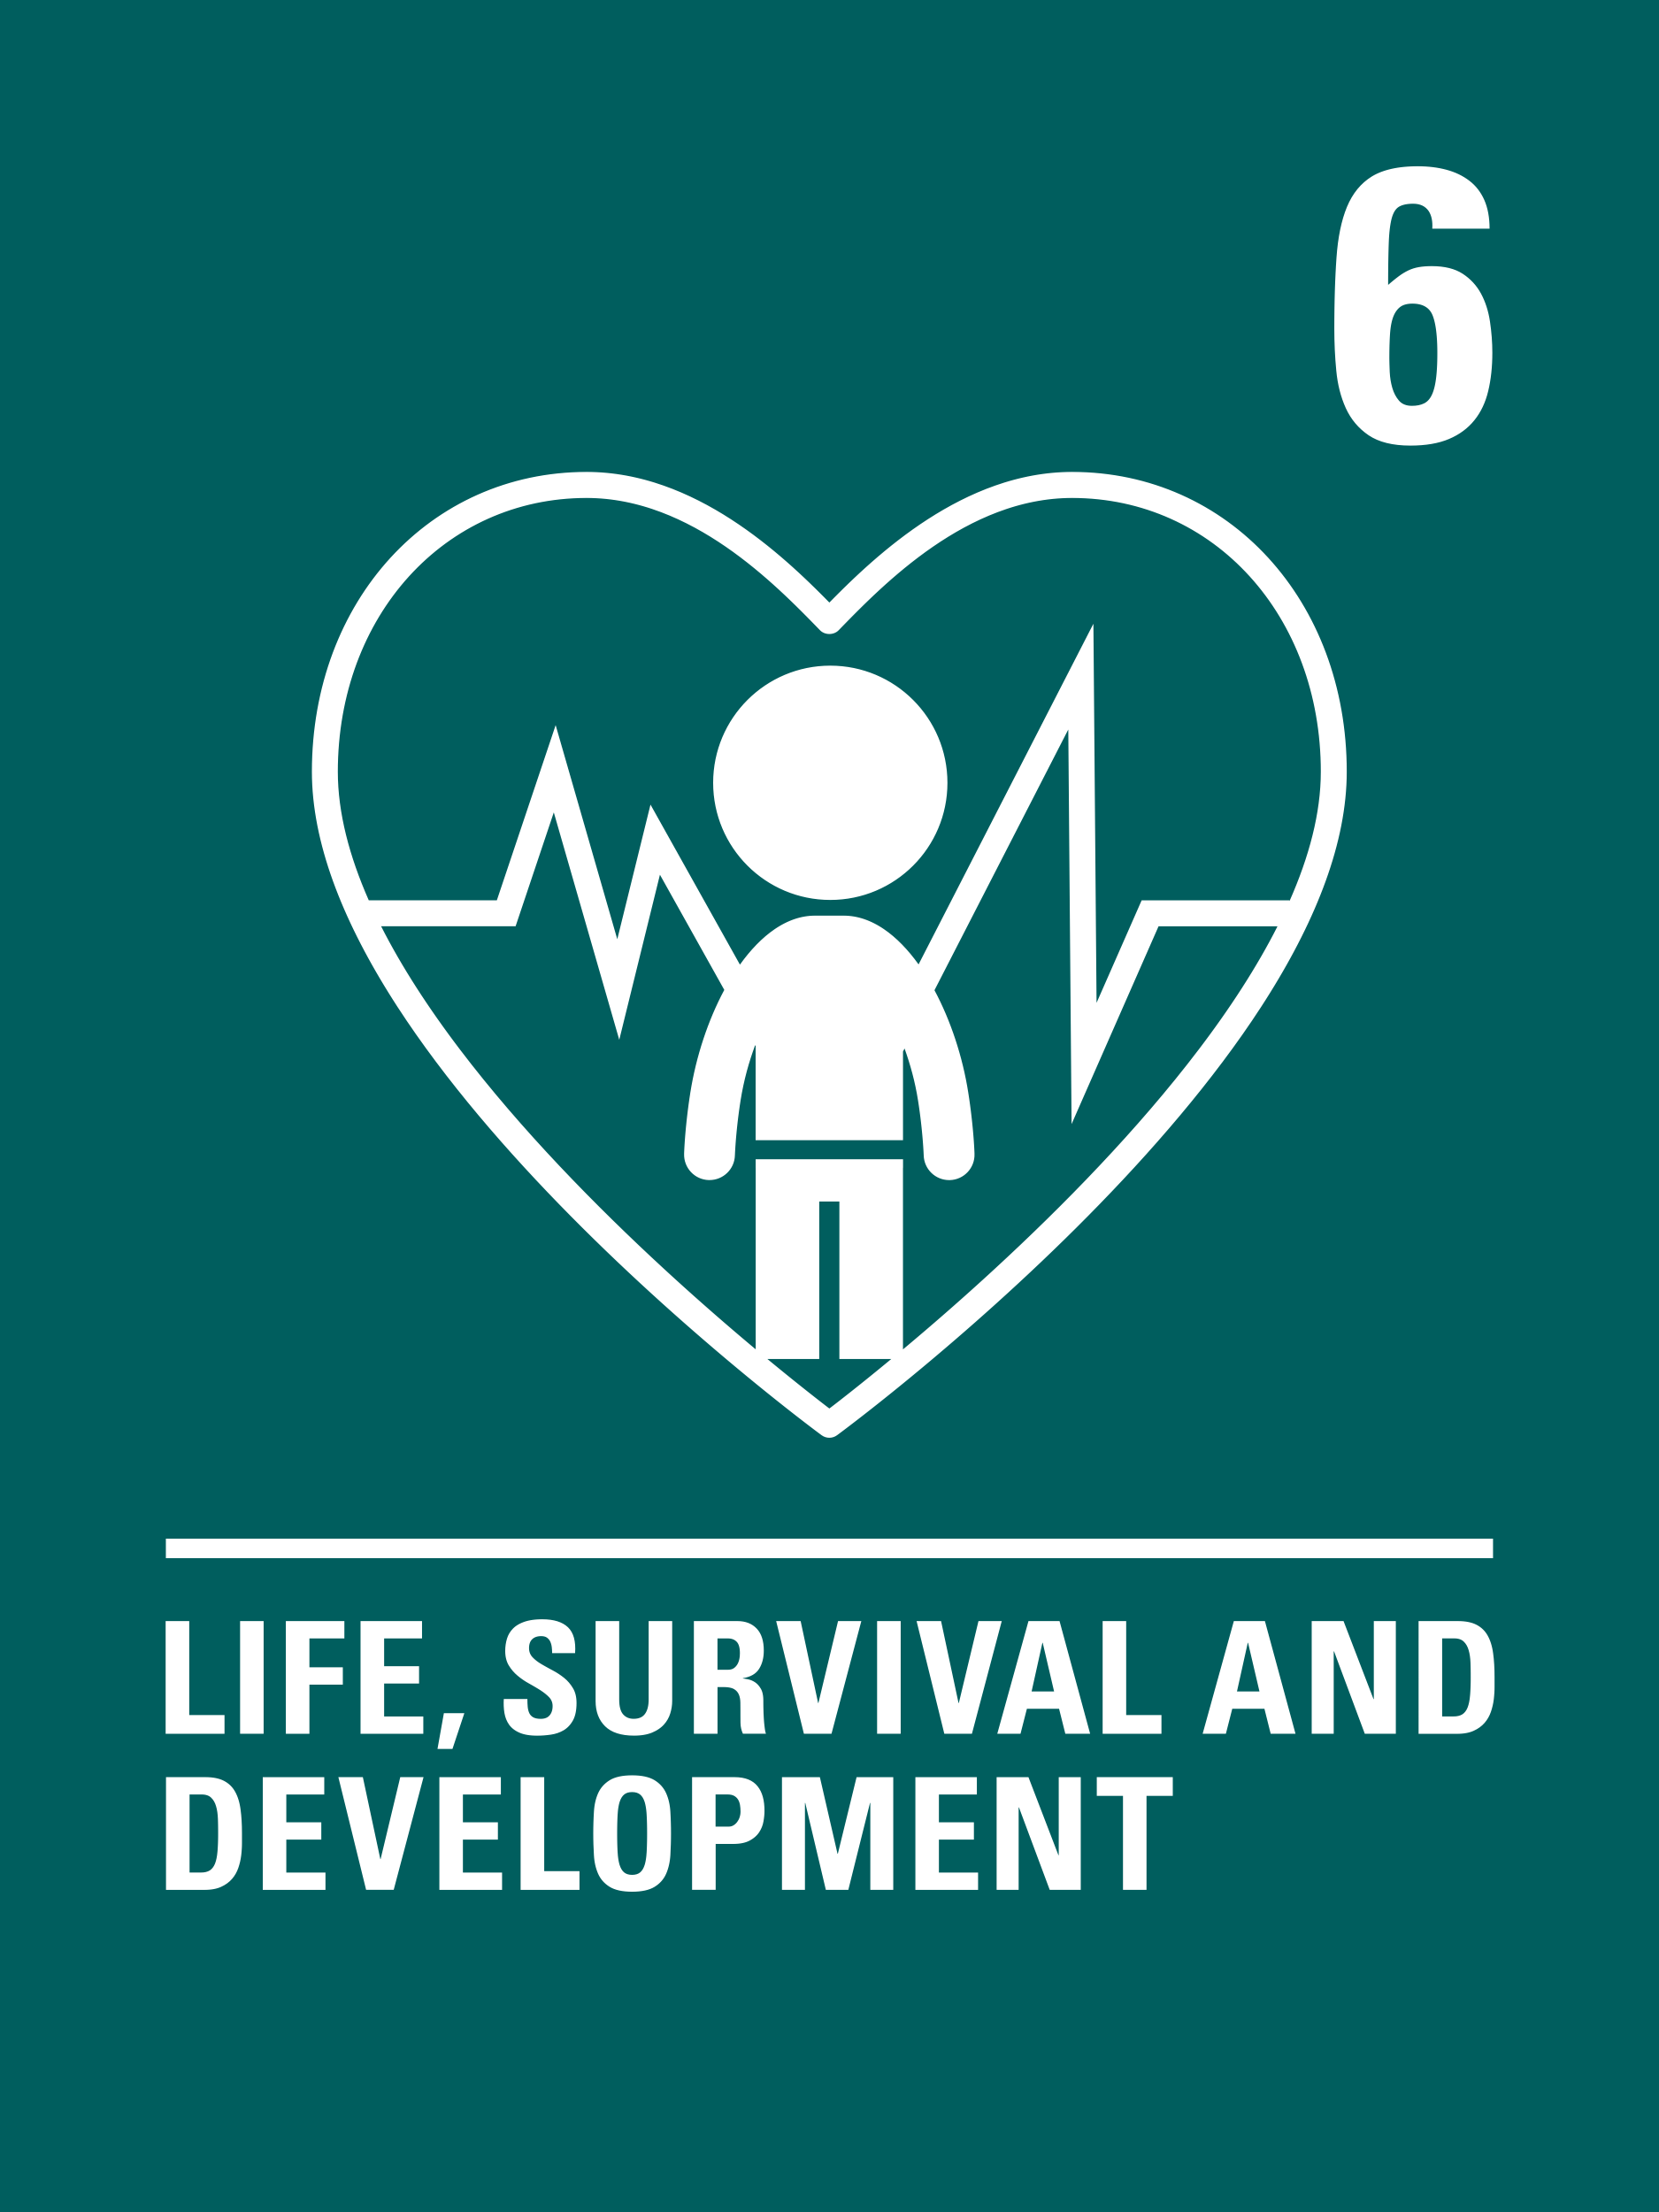 6
LIFE, SURVIVAL AND
DEVELOPMENT